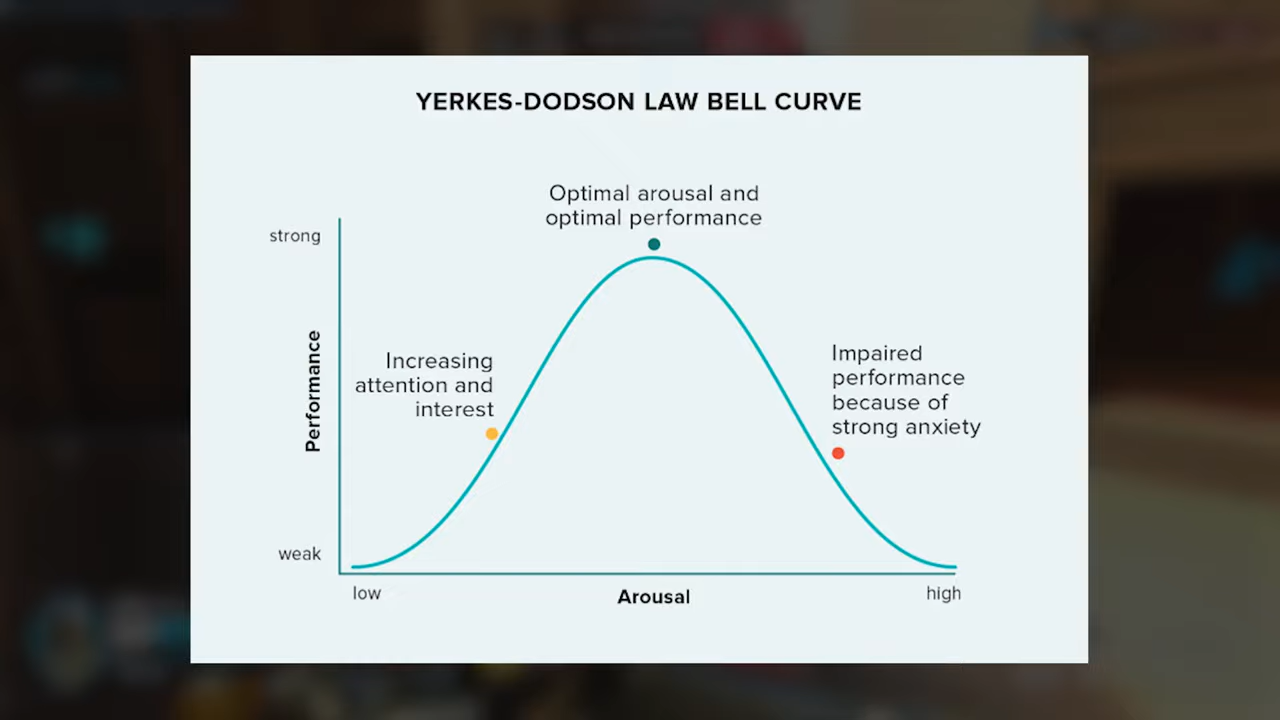 YERKES-DODSON LAW BELL CURVE
Optimal arousal and
optimal performance
strong
Increasing
attention and
interest
Impaired
performance
because of
strong anxiety
Performance
weak
low
Arousal
high